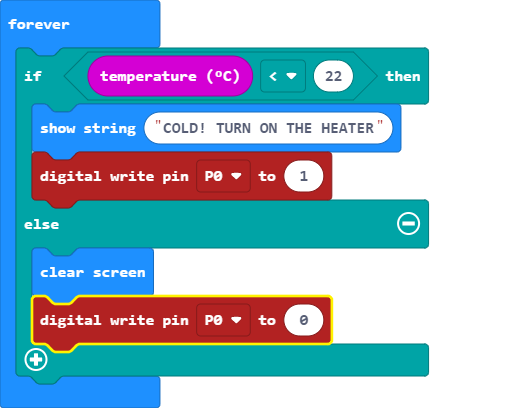 forever
if temperature (ºC) < 22 then
show string "COLD! TURN ON THE HEATER"
digital write pin P0 to 1
else
clear screen
digital write pin P0 to 0